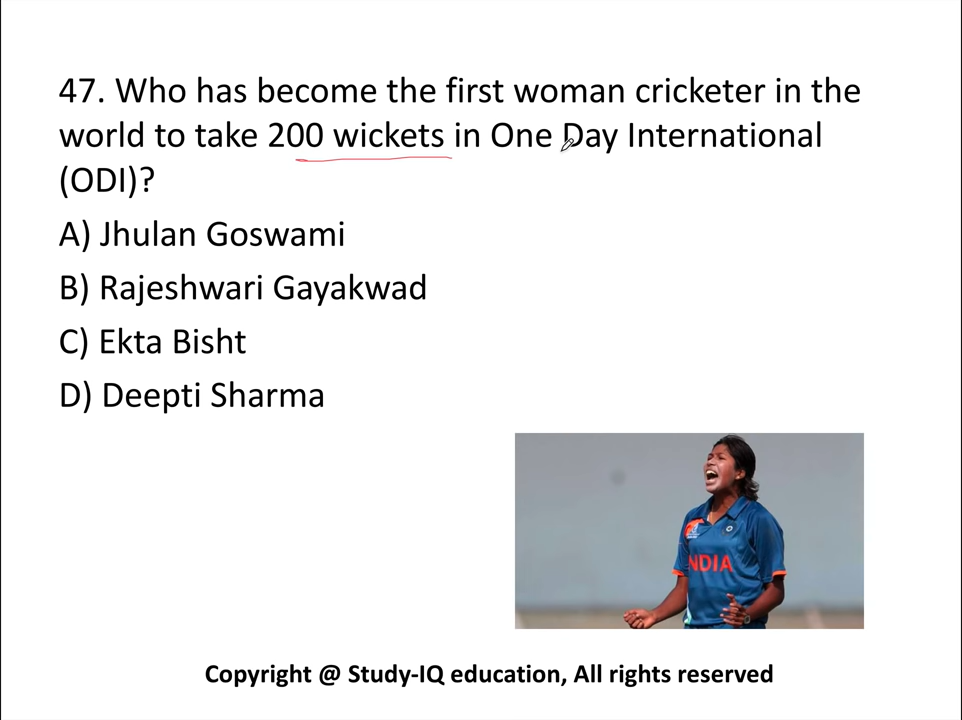 47. Who has become the first woman cricketer in the
world to take 200 wickets in One Day International
(ODI)?
A) Jhulan Goswami
B) Rajeshwari Gayakwad
C) Ekta Bisht
D) Deepti Sharma
NDIA
Copyright @ Study-IQ education, All rights reserved